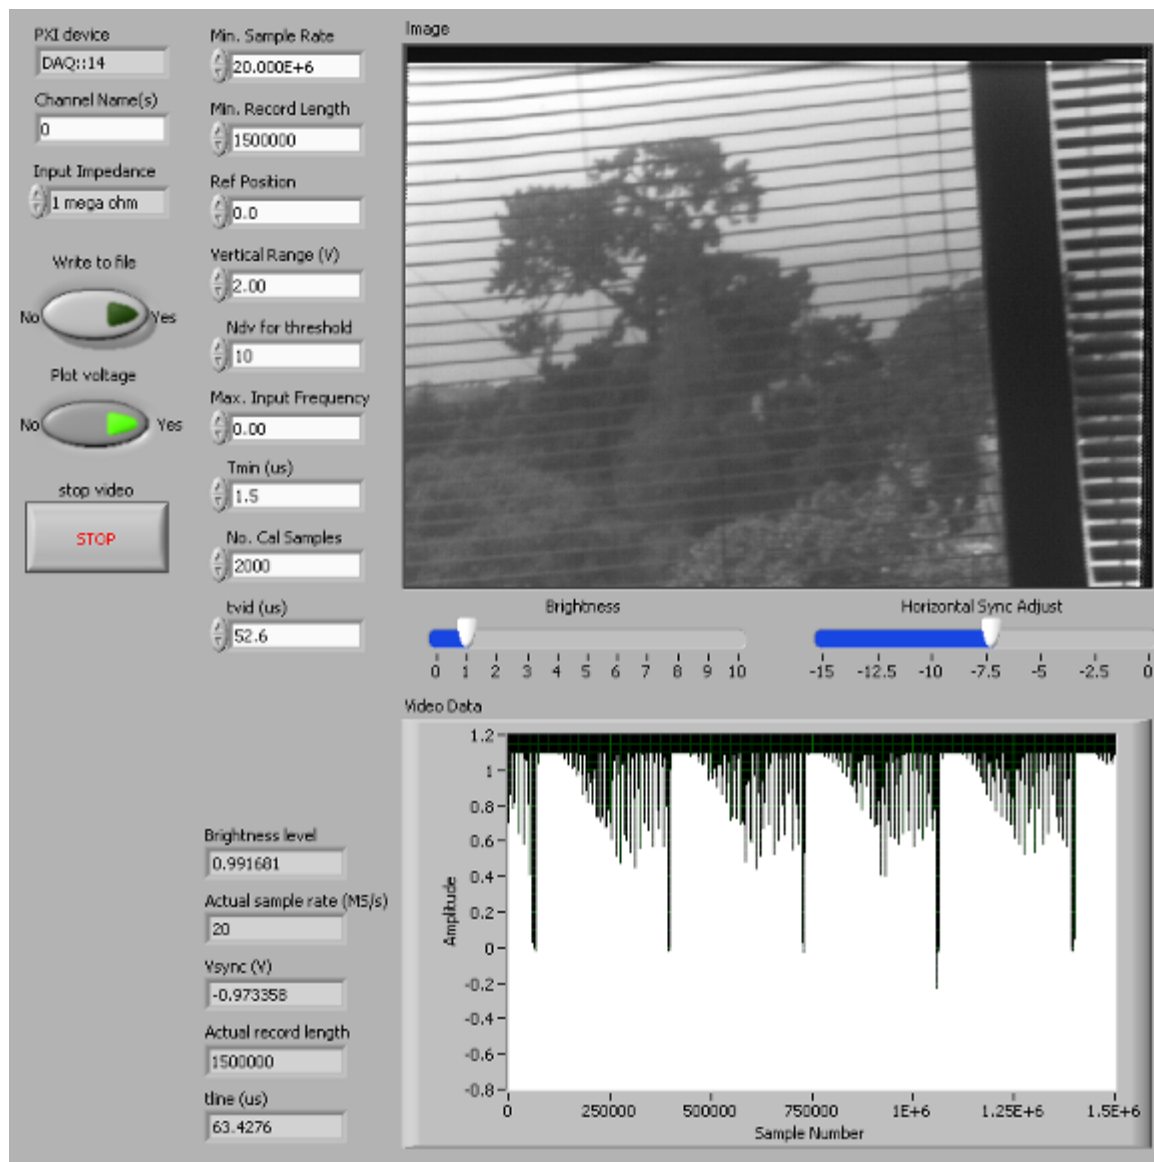 PXI device
DAQ::14
Channel Name(s)
0
Input Impedance
1 mega ohm
Write to file
No Yes
Plot voltage
No Yes
stop video
STOP
Min. Sample Rate
20.000E+6
Min. Record Length
1500000
Ref Position
0.0
Vertical Range (V)
2.00
Ndv for threshold
10
Max. Input Frequency
0.00
Tmin (us)
1.5
No. Cal Samples
2000
tvid (us)
52.6
Brightness level
0.991681
Actual sample rate (MS/s)
20
Vsync (V)
-0.973358
Actual record length
1500000
tline (us)
63.4276
Image
Brightness
0 1 2 3 4 5 6 7 8 9 10
Horizontal Sync Adjust
-15 -12.5 -10 -7.5 -5 -2.5 0
Video Data
1.2
1
0.8
0.6
0.4
0.2
0
-0.2
-0.4
-0.6
-0.8
Amplitude
0 250000 500000 750000 1E+6 1.25E+6 1.5E+6
Sample Number